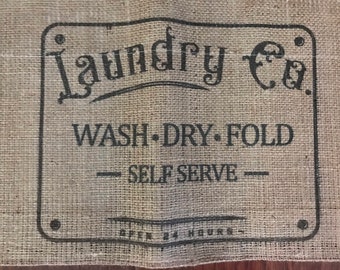 Laundry Co.
WASH·DRY·FOLD
— SELF SERVE —
OPEN 24 HOURS~